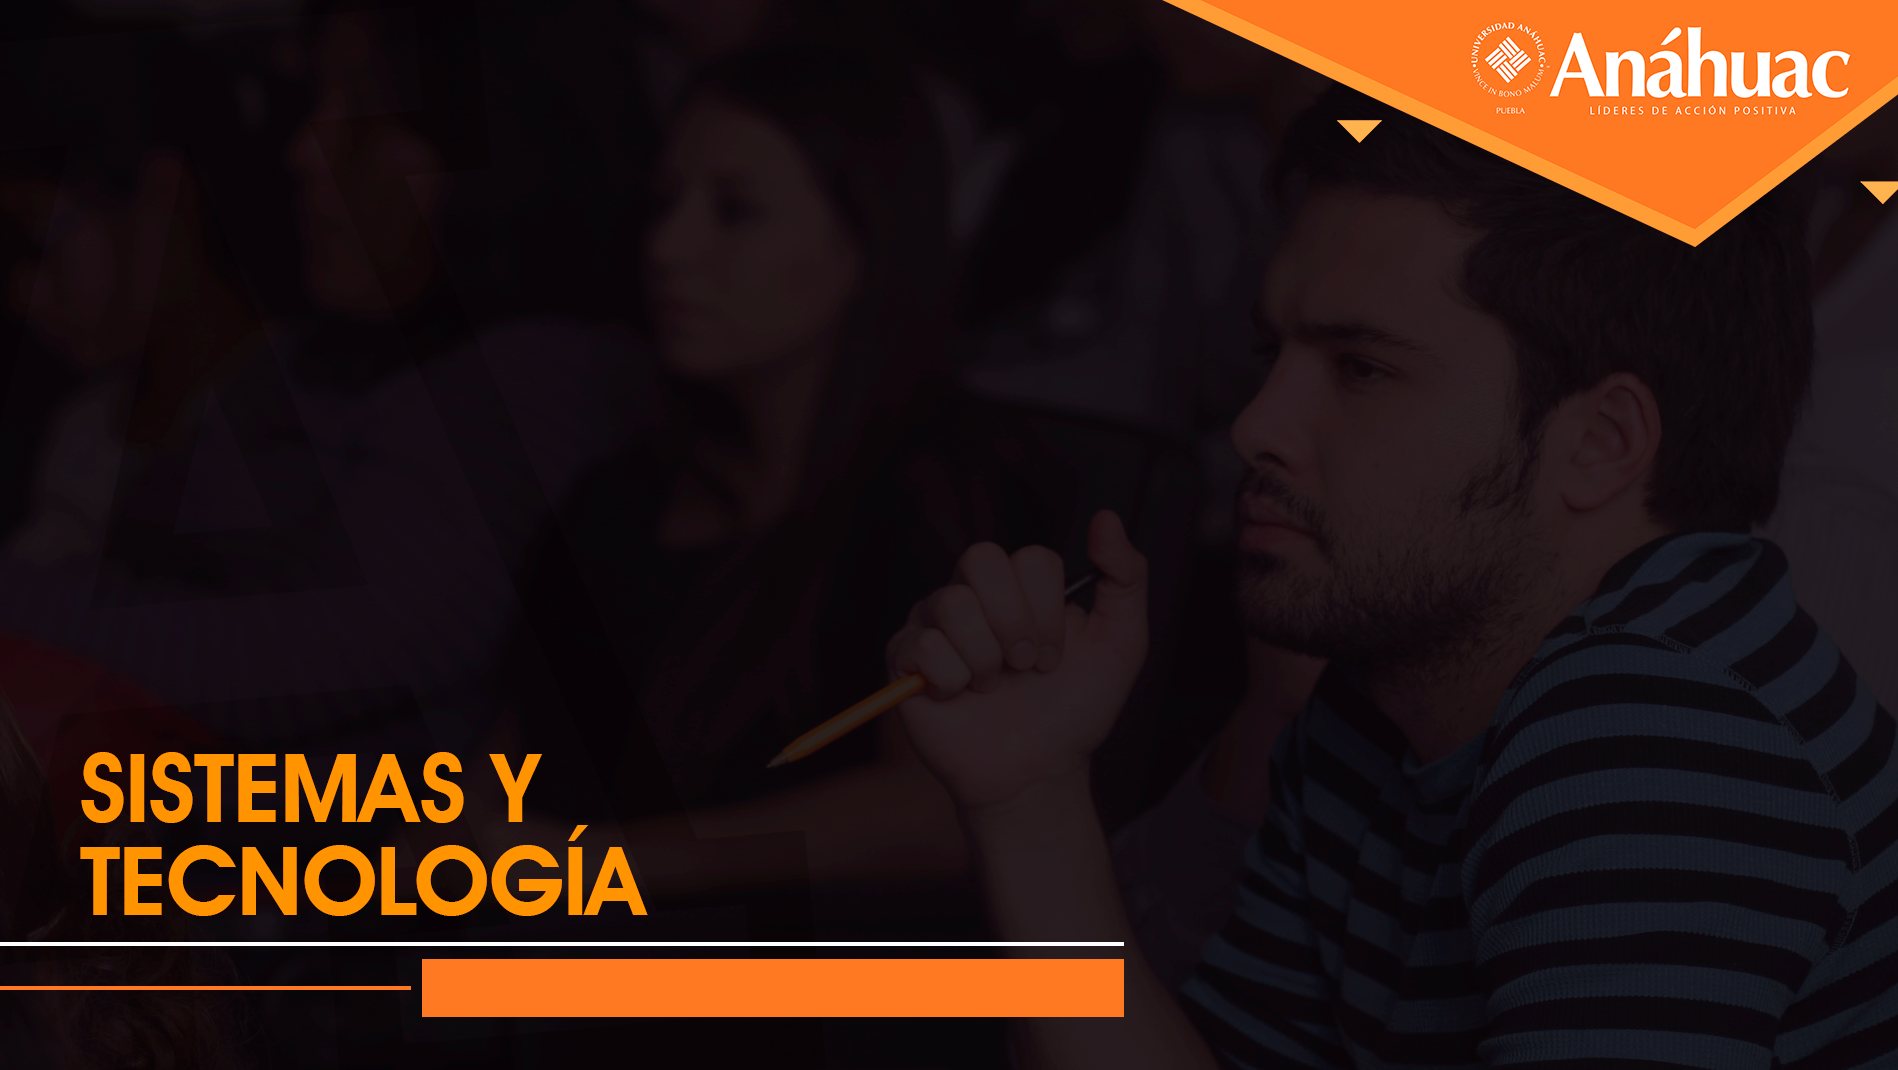 UNIVERSIDAD ANÁHUAC
VINCE IN BONO MALUM
PUEBLA
Anáhuac
LÍDERES DE ACCIÓN POSITIVA
SISTEMAS Y
TECNOLOGÍA